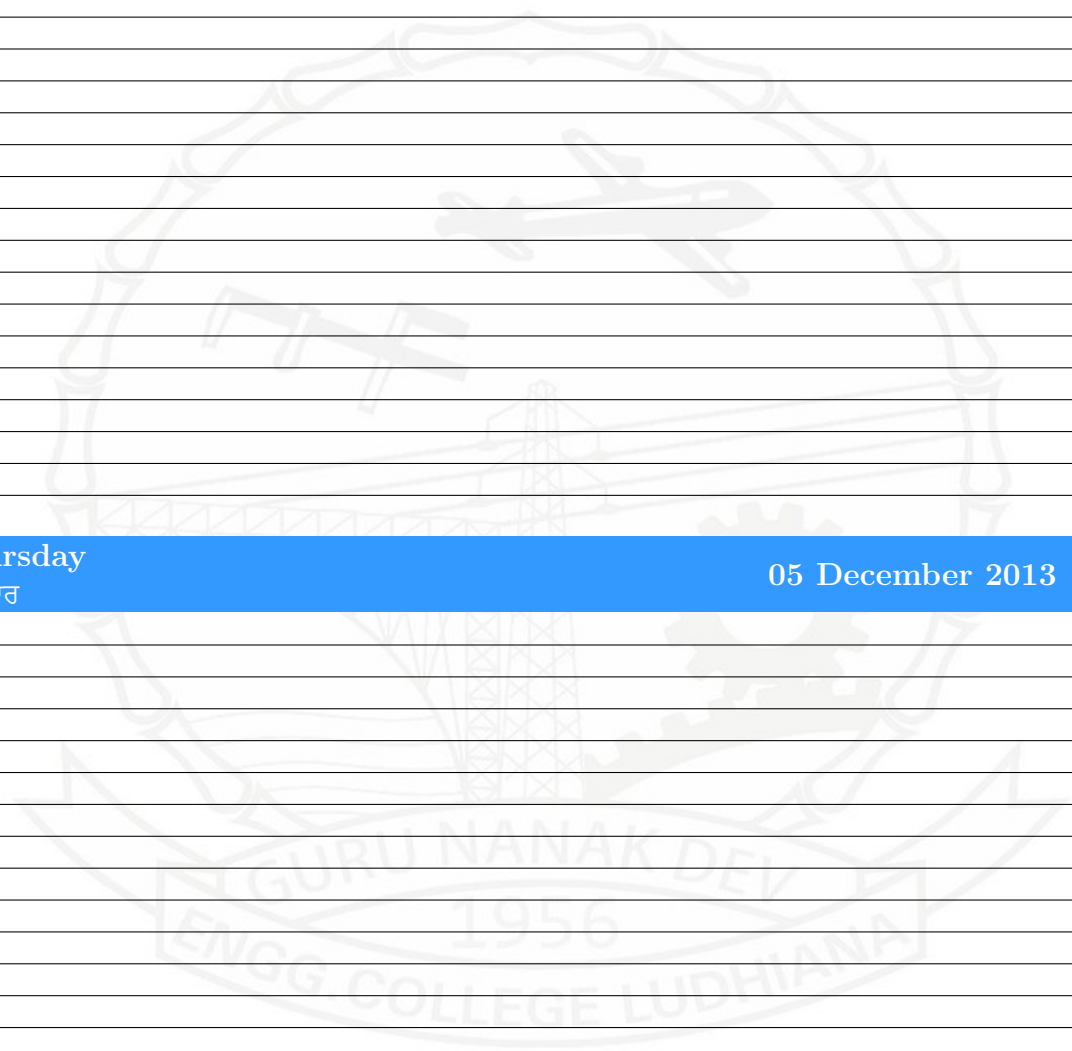 rsday
05 December 2013
ਾਰ
GURU NANAK DEV
1956
ENGG. COLLEGE LUDHIANA